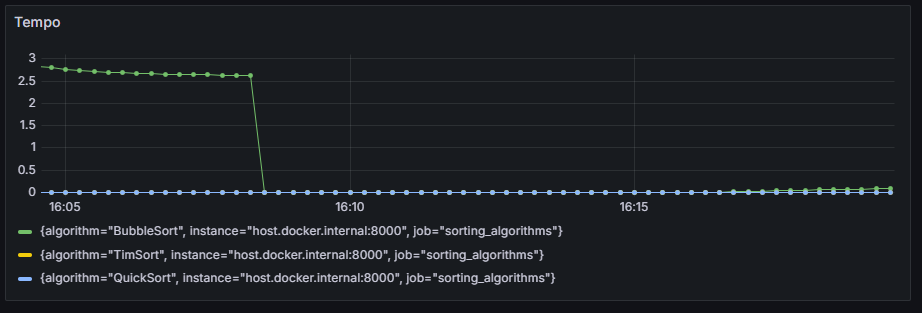 Tempo
3
2.5
2
1.5
1
0.5
0
16:05 16:10 16:15
{algorithm="BubbleSort", instance="host.docker.internal:8000", job="sorting_algorithms"}
{algorithm="TimSort", instance="host.docker.internal:8000", job="sorting_algorithms"}
{algorithm="QuickSort", instance="host.docker.internal:8000", job="sorting_algorithms"}